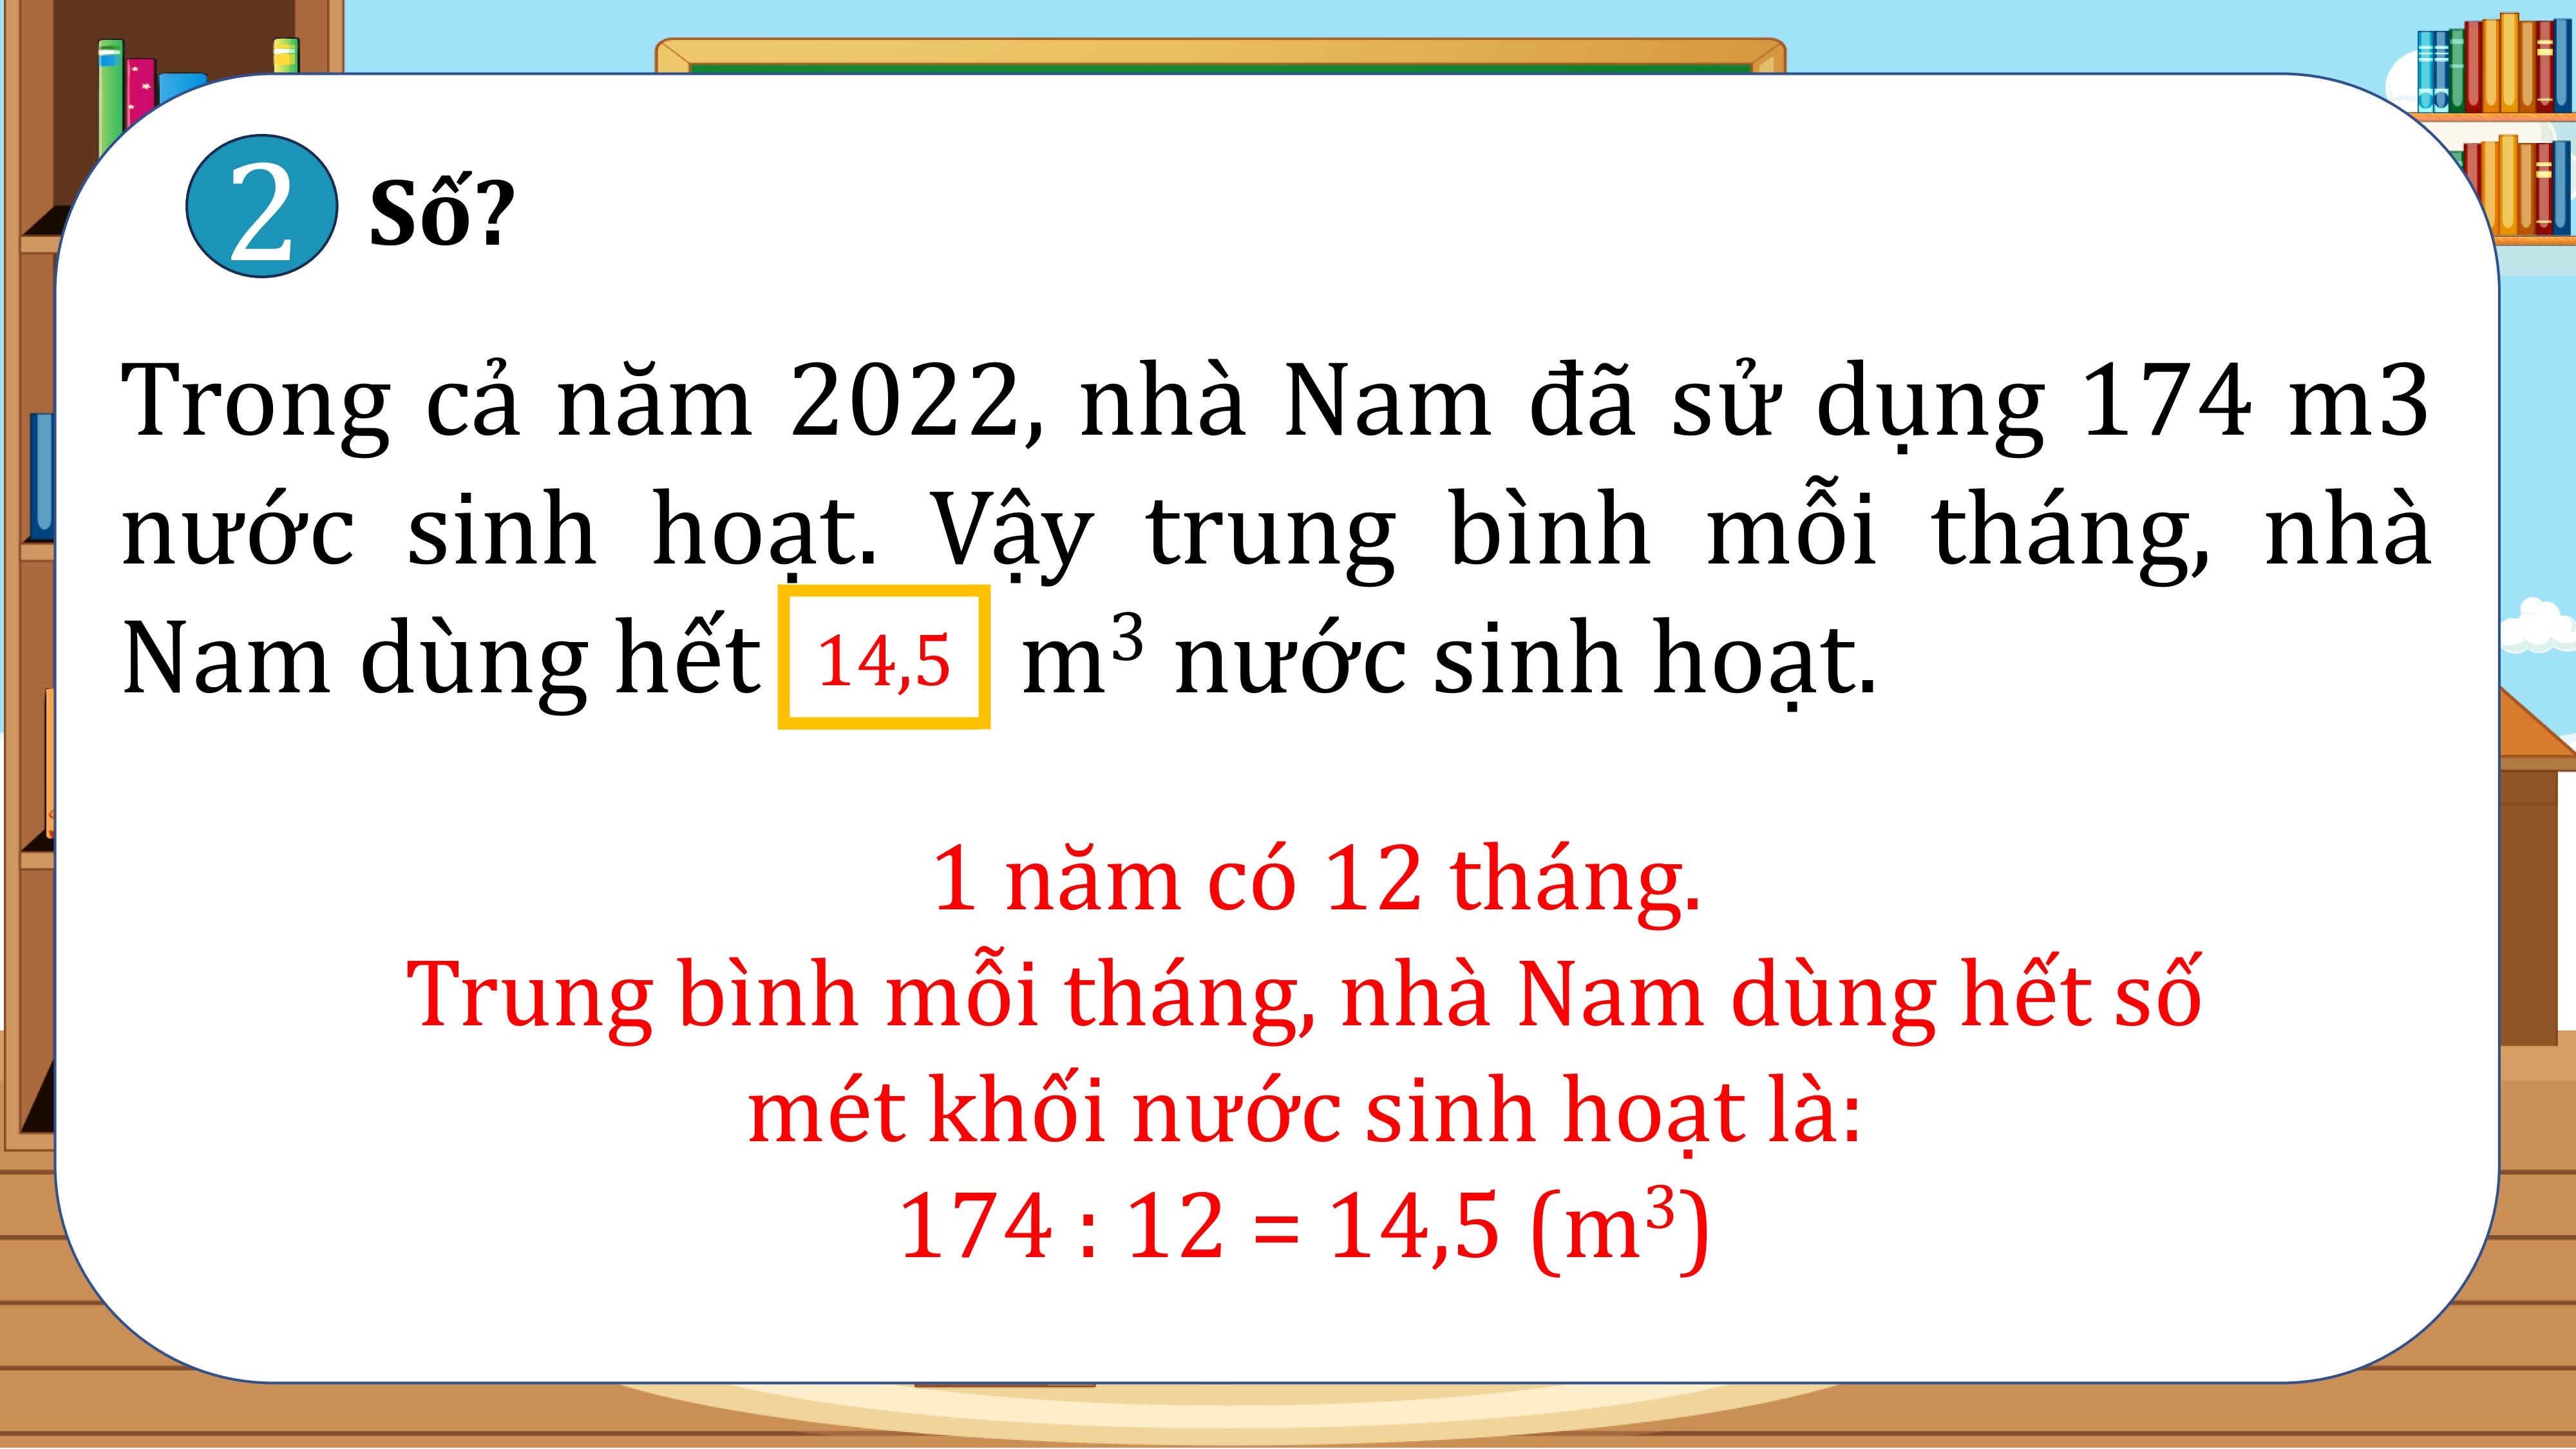 2 Số?
Trong cả năm 2022, nhà Nam đã sử dụng 174 m3
nước sinh hoạt. Vậy trung bình mỗi tháng, nhà
Nam dùng hết 14,5 m³ nước sinh hoạt.
1 năm có 12 tháng.
Trung bình mỗi tháng, nhà Nam dùng hết số
mét khối nước sinh hoạt là:
174 : 12 = 14,5 (m³)